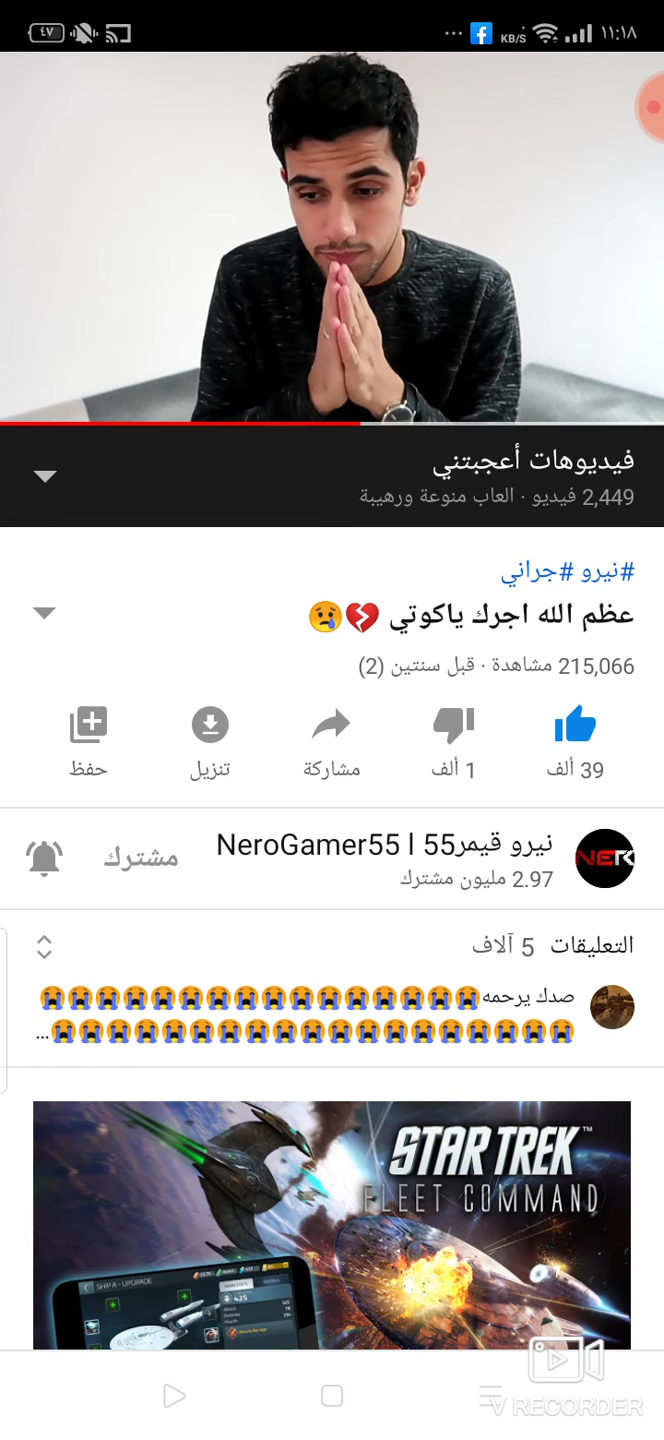 ٤٧ ... KB/S ١١:١٨
فيديوهات أعجبتني
2,449 فيديو · العاب منوعة ورهيبة
#نيرو #جراني
عظم الله اجرك ياكوتي 💔😢
215,066 مشاهدة · قبل سنتين (2)
39 ألف
1 ألف
مشاركة
تنزيل
حفظ
نيرو قيمر55 | NeroGamer55
2.97 مليون مشترك
مشترك
NERO
التعليقات 5 آلاف
صدك يرحمه😭😭😭😭😭😭😭😭😭😭😭😭😭😭😭😭
😭😭😭😭😭😭😭😭😭😭😭😭😭😭😭😭😭😭😭...
STAR TREK™
FLEET COMMAND
SHIP A - UPGRADE
425
V RECORDER